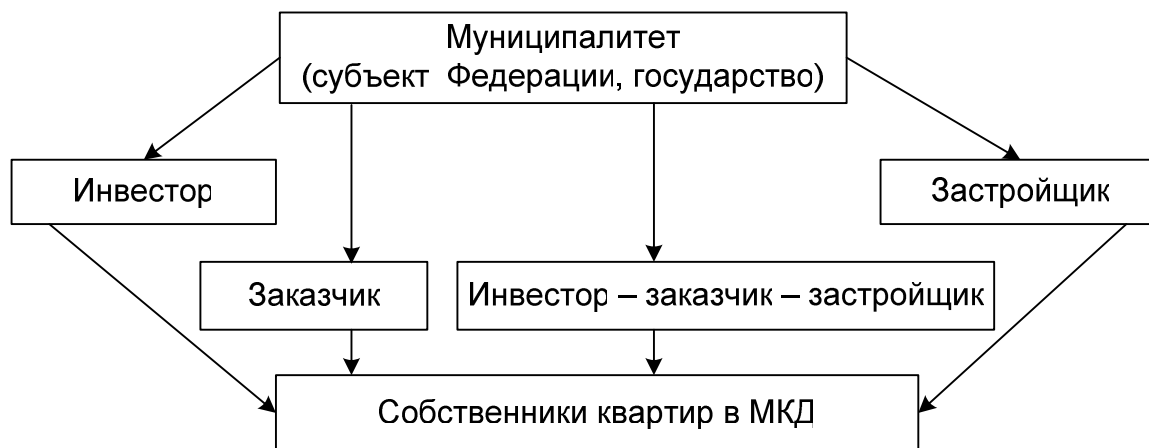 Муниципалитет
(субъект Федерации, государство)
Инвестор
Застройщик
Заказчик
Инвестор – заказчик – застройщик
Собственники квартир в МКД